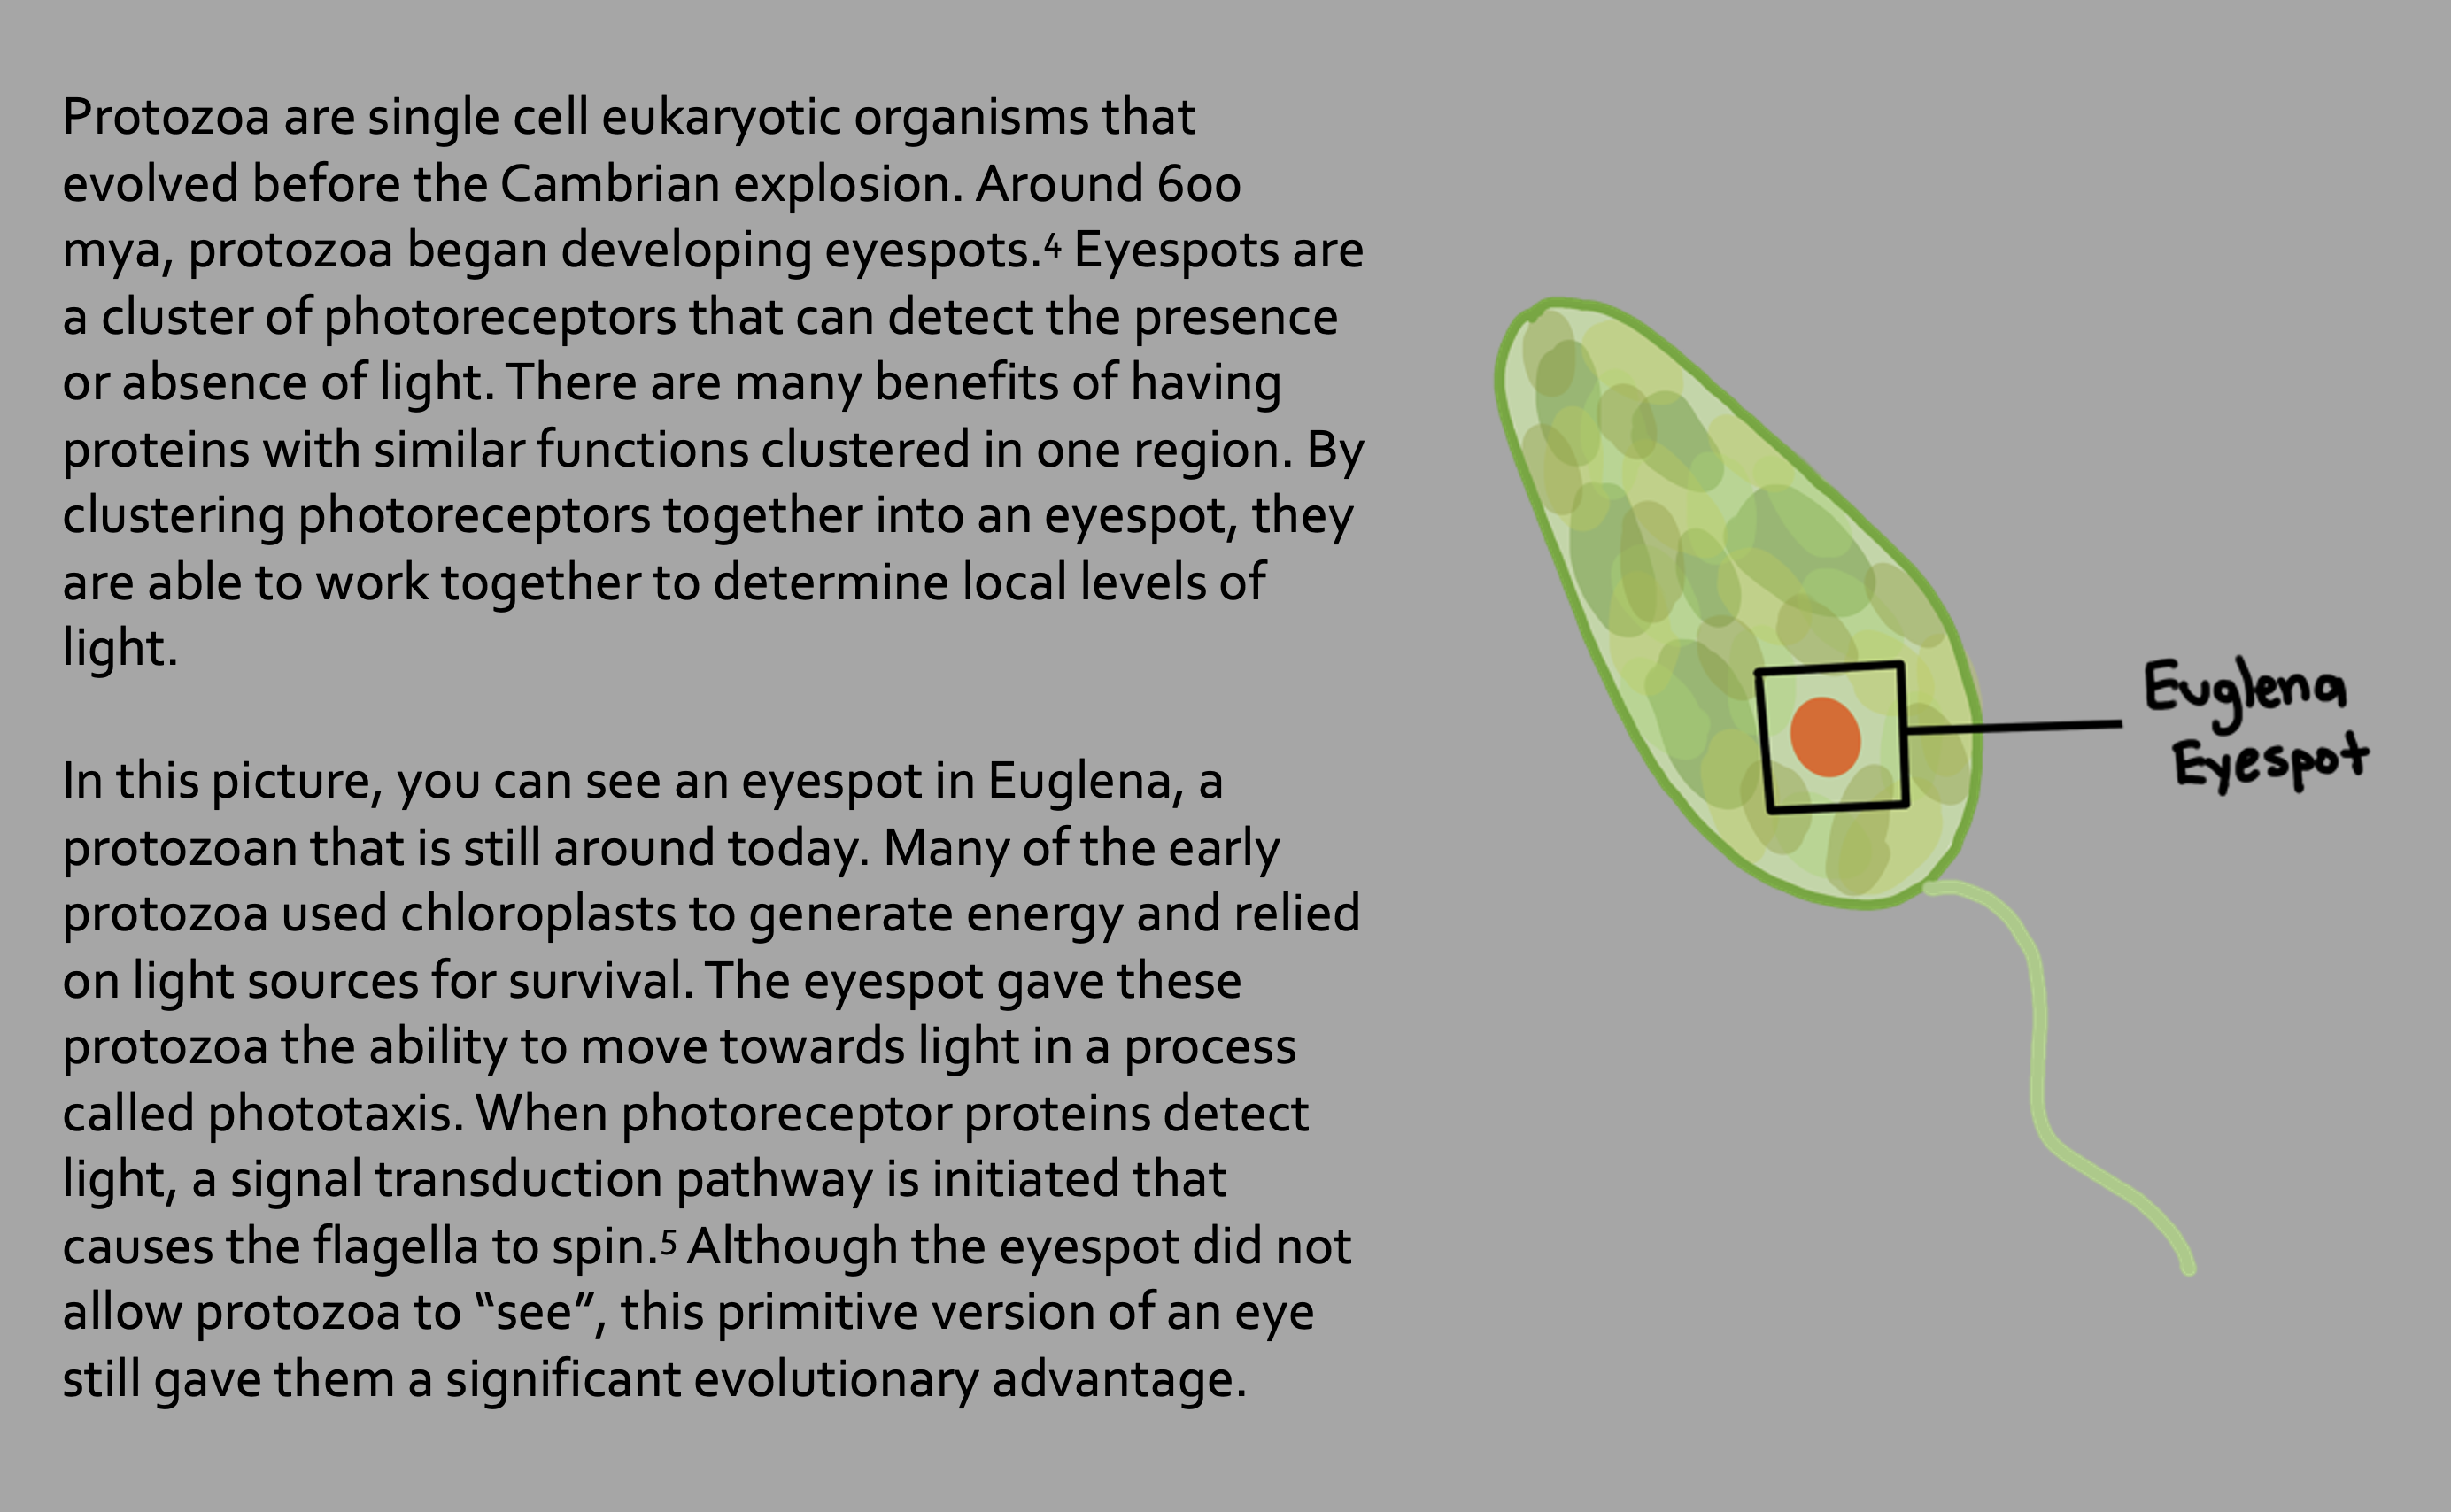 Protozoa are single cell eukaryotic organisms that
evolved before the Cambrian explosion. Around 600
mya, protozoa began developing eyespots.⁴ Eyespots are
a cluster of photoreceptors that can detect the presence
or absence of light. There are many benefits of having
proteins with similar functions clustered in one region. By
clustering photoreceptors together into an eyespot, they
are able to work together to determine local levels of
light.
In this picture, you can see an eyespot in Euglena, a
protozoan that is still around today. Many of the early
protozoa used chloroplasts to generate energy and relied
on light sources for survival. The eyespot gave these
protozoa the ability to move towards light in a process
called phototaxis. When photoreceptor proteins detect
light, a signal transduction pathway is initiated that
causes the flagella to spin.⁵ Although the eyespot did not
allow protozoa to “see”, this primitive version of an eye
still gave them a significant evolutionary advantage.
Euglena
Eyespot